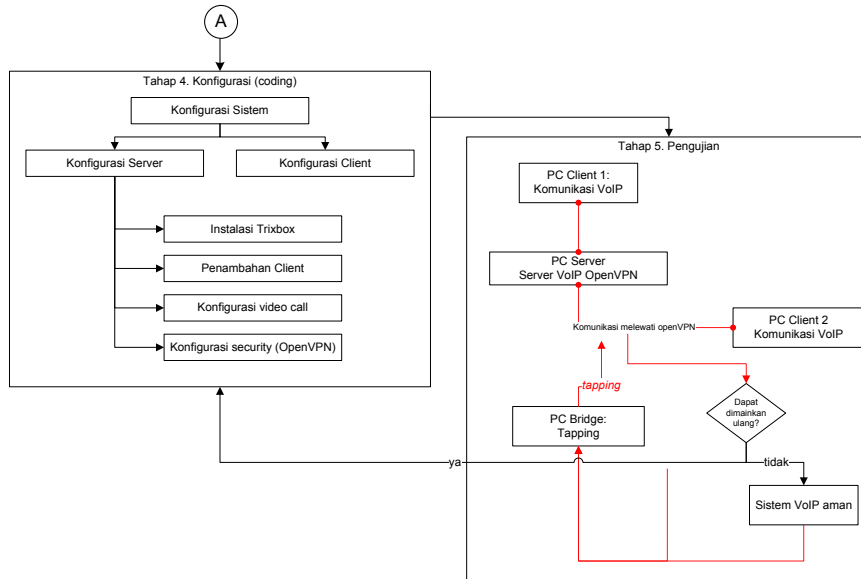 A
Tahap 4. Konfigurasi (coding)
Konfigurasi Sistem
Konfigurasi Server
Konfigurasi Client
Instalasi Trixbox
Penambahan Client
Konfigurasi video call
Konfigurasi security (OpenVPN)
Tahap 5. Pengujian
PC Client 1:
Komunikasi VoIP
PC Server
Server VoIP OpenVPN
Komunikasi melewati openVPN
PC Client 2
Komunikasi VoIP
tapping
PC Bridge:
Tapping
Dapat
dimainkan
ulang?
ya
tidak
Sistem VoIP aman